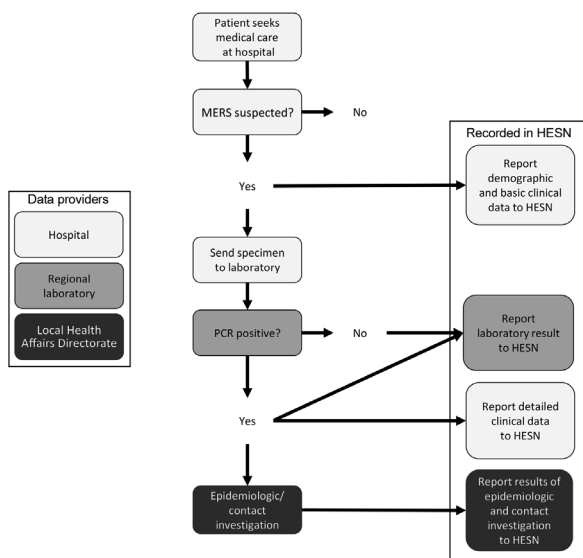 Patient seeks
medical care
at hospital
MERS suspected?
No
Recorded in HESN
Report
demographic
and basic clinical
data to HESN
Yes
Data providers
Hospital
Regional
laboratory
Local Health
Affairs Directorate
Send specimen
to laboratory
PCR positive?
No
Report
laboratory result
to HESN
Yes
Report detailed
clinical data
to HESN
Epidemiologic/
contact
investigation
Report results of
epidemiologic
and contact
investigation
to HESN